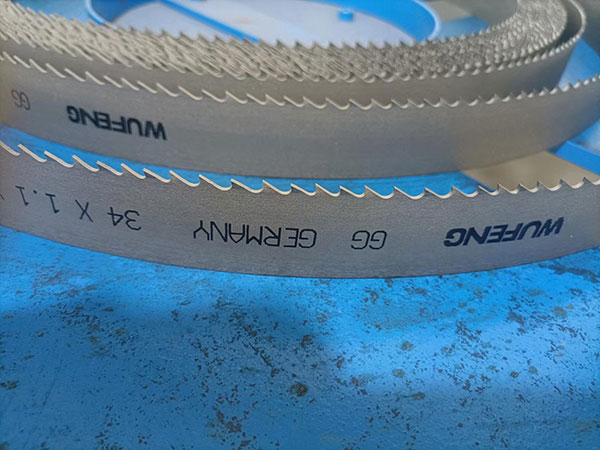 WUFENG GG
WUFENG GG GERMANY 34 X 1.1